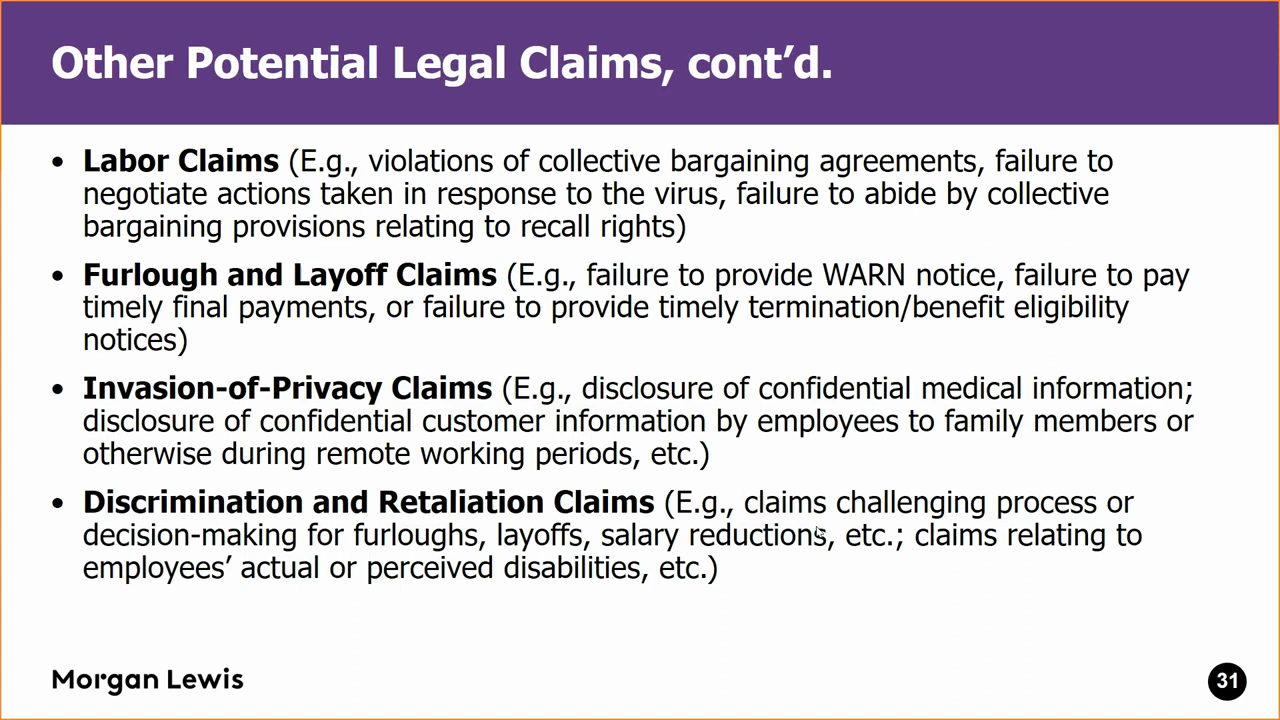 Other Potential Legal Claims, cont’d.
• Labor Claims (E.g., violations of collective bargaining agreements, failure to
negotiate actions taken in response to the virus, failure to abide by collective
bargaining provisions relating to recall rights)
• Furlough and Layoff Claims (E.g., failure to provide WARN notice, failure to pay
timely final payments, or failure to provide timely termination/benefit eligibility
notices)
• Invasion-of-Privacy Claims (E.g., disclosure of confidential medical information;
disclosure of confidential customer information by employees to family members or
otherwise during remote working periods, etc.)
• Discrimination and Retaliation Claims (E.g., claims challenging process or
decision-making for furloughs, layoffs, salary reductions, etc.; claims relating to
employees’ actual or perceived disabilities, etc.)
Morgan Lewis
31